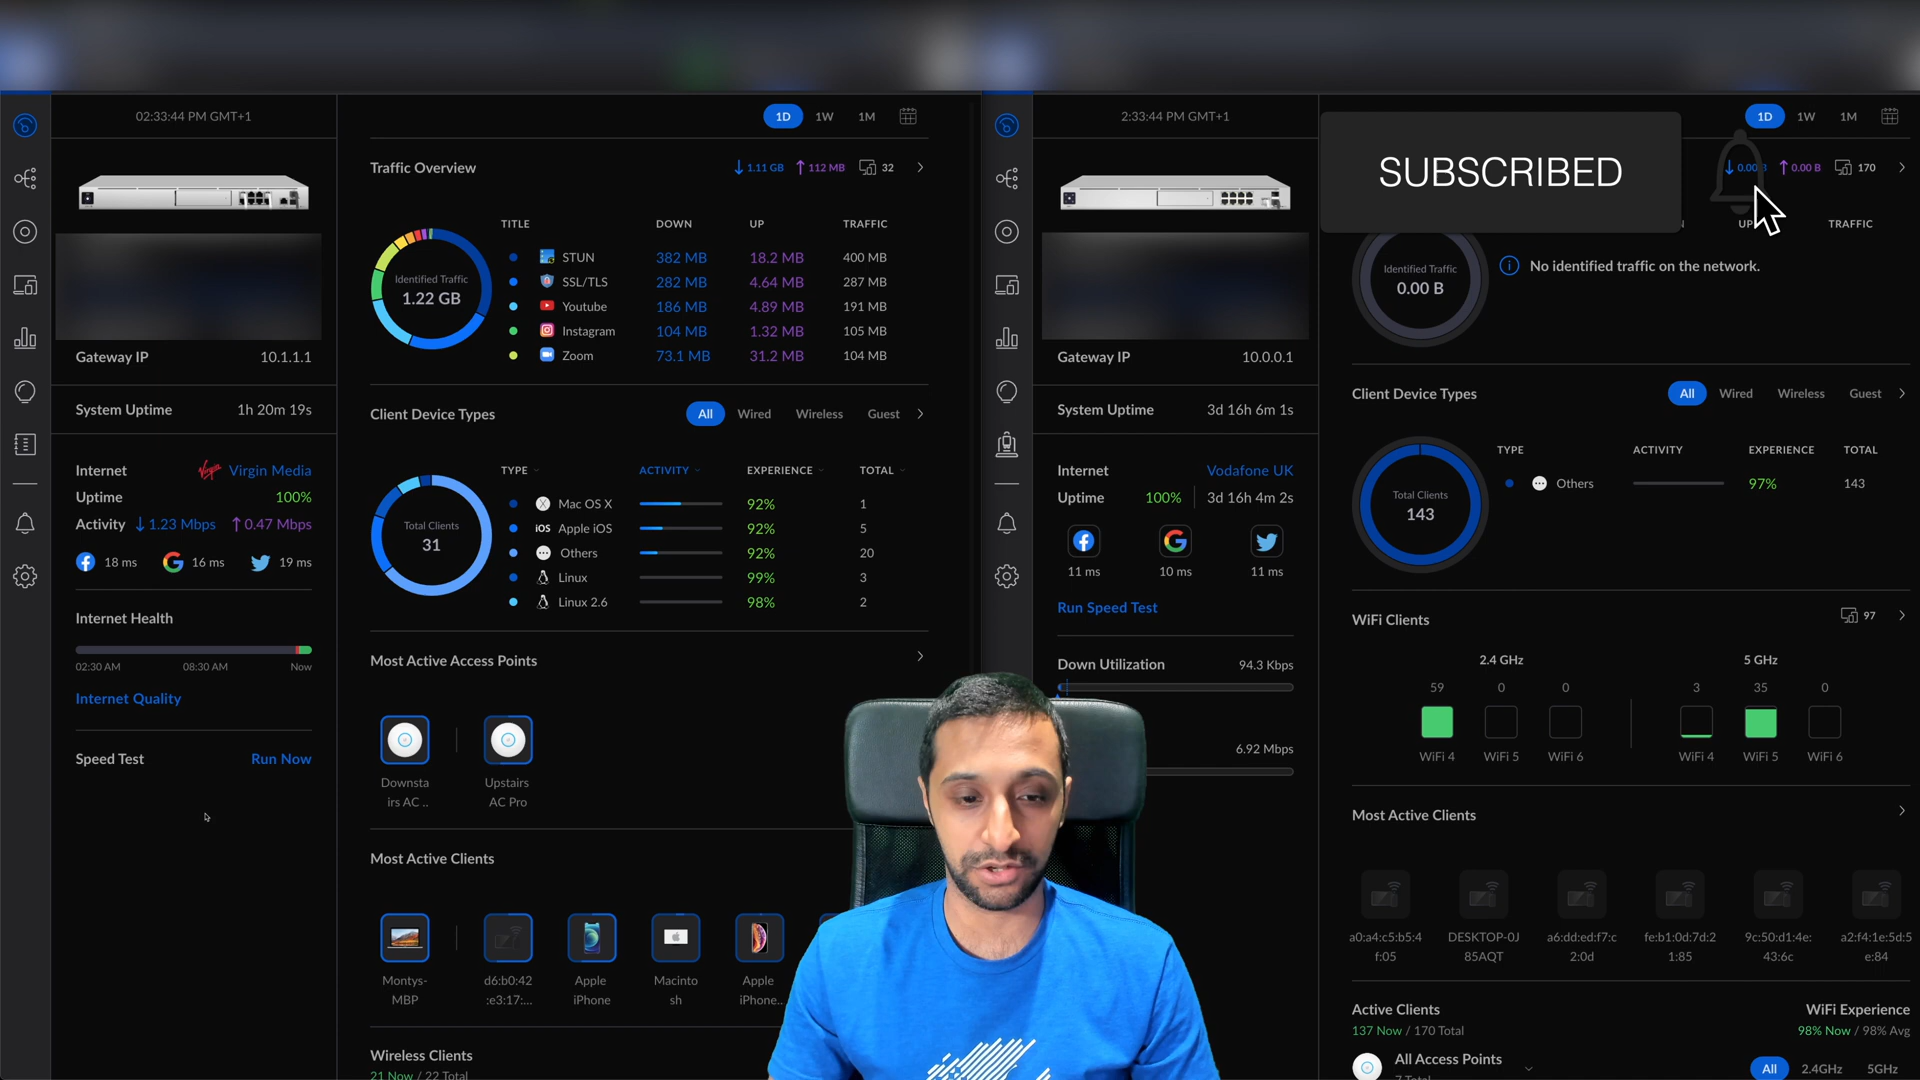 02:33:44 PM GMT+1
Gateway IP 10.1.1.1
System Uptime 1h 20m 19s
Internet Virgin Media
Uptime 100%
Activity 1.23 Mbps 0.47 Mbps
18 ms 16 ms 19 ms
Internet Health
02:30 AM 08:30 AM Now
Internet Quality
Speed Test Run Now
1D 1W 1M
Traffic Overview 1.11 GB 112 MB 32
TITLE DOWN UP TRAFFIC
Identified Traffic
1.22 GB
STUN 382 MB 18.2 MB 400 MB
SSL/TLS 282 MB 4.64 MB 287 MB
Youtube 186 MB 4.89 MB 191 MB
Instagram 104 MB 1.32 MB 105 MB
Zoom 73.1 MB 31.2 MB 104 MB
Client Device Types All Wired Wireless Guest
TYPE ACTIVITY EXPERIENCE TOTAL
Total Clients
31
Mac OS X 92% 1
iOS Apple iOS 92% 5
Others 92% 20
Linux 99% 3
Linux 2.6 98% 2
Most Active Access Points
Downsta
irs AC ..
Upstairs
AC Pro
Most Active Clients
Montys-
MBP
d6:b0:42
:e3:17:...
Apple
iPhone
Macinto
sh
Apple
iPhone..
Wireless Clients
21 Now / 22 Total
2:33:44 PM GMT+1
Gateway IP 10.0.0.1
System Uptime 3d 16h 6m 1s
Internet Vodafone UK
Uptime 100% 3d 16h 4m 2s
11 ms 10 ms 11 ms
Run Speed Test
Down Utilization 94.3 Kbps
6.92 Mbps
1D 1W 1M
SUBSCRIBED
0.00 B 0.00 B 170
UP TRAFFIC
Identified Traffic
0.00 B
No identified traffic on the network.
Client Device Types All Wired Wireless Guest
TYPE ACTIVITY EXPERIENCE TOTAL
Total Clients
143
Others 97% 143
WiFi Clients 97
2.4 GHz 5 GHz
59 0 0 3 35 0
WiFi 4 WiFi 5 WiFi 6 WiFi 4 WiFi 5 WiFi 6
Most Active Clients
a0:a4:c5:b5:4
f:05
DESKTOP-0J
85AQT
a6:dd:ed:f7:c
2:0d
fe:b1:0d:7d:2
1:85
9c:50:d1:4e:
43:6c
a2:f4:1e:5d:5
e:84
Active Clients WiFi Experience
137 Now / 170 Total 98% Now / 98% Avg
All Access Points
7 Total
All 2.4GHz 5GHz